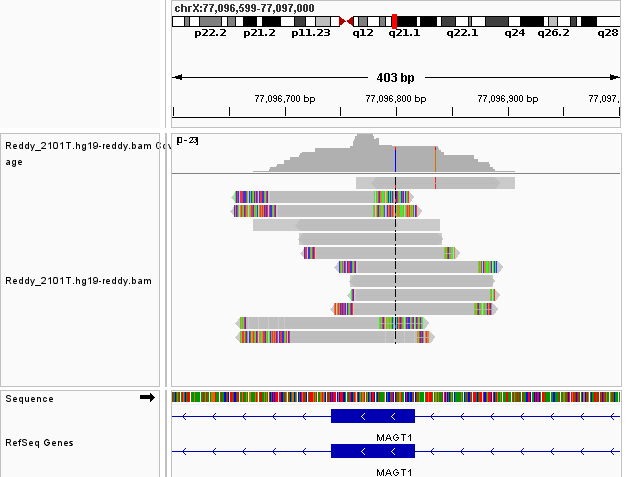 chrX:77,096,599-77,097,000
p22.2 p21.2 p11.23 q12 q21.1 q22.1 q24 q26.2 q28
403 bp
77,096,700 bp 77,096,800 bp 77,096,900 bp 77,097,
Reddy_2101T.hg19-reddy.bam Cov
age
[0-23]
Reddy_2101T.hg19-reddy.bam
Sequence
MAGT1
RefSeq Genes
MAGT1